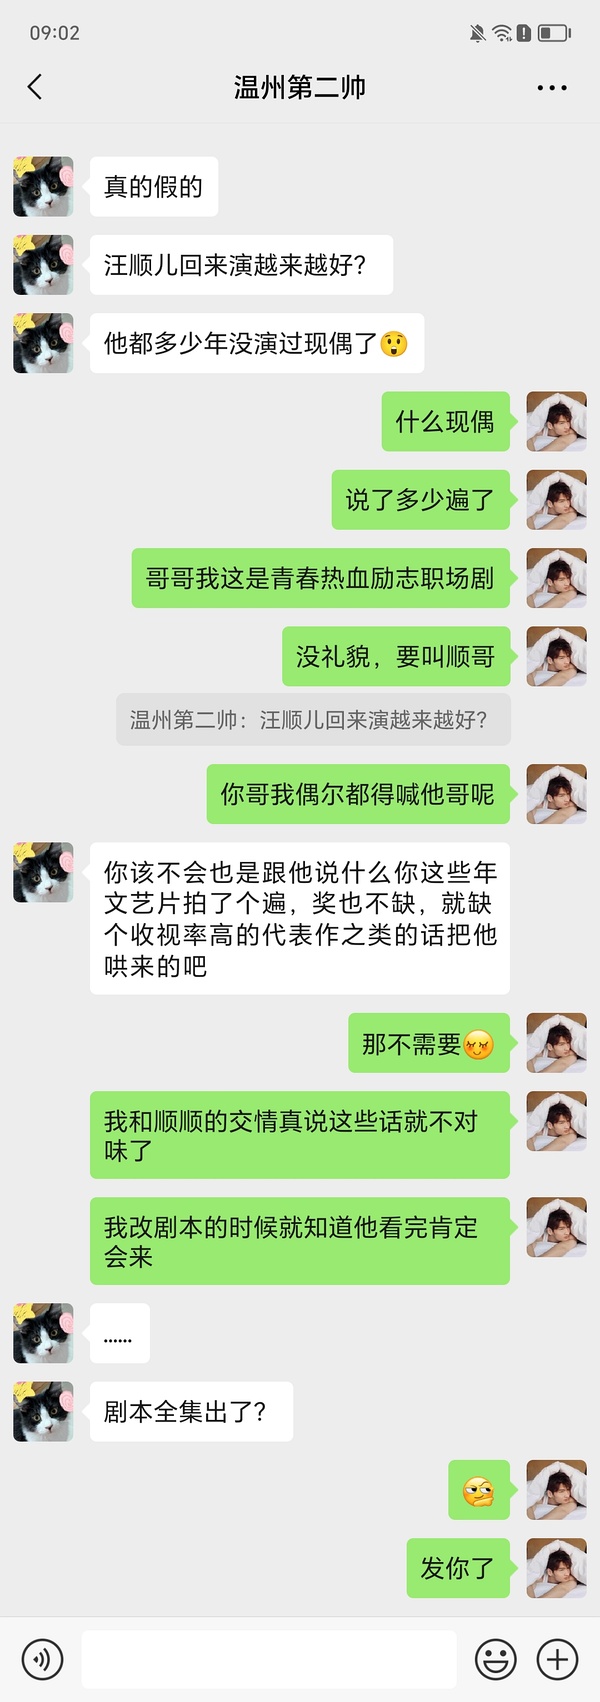 09:02
温州第二帅
真的假的
汪顺儿回来演越来越好？
他都多少年没演过现偶了😲
什么现偶
说了多少遍了
哥哥我这是青春热血励志职场剧
没礼貌，要叫顺哥
温州第二帅：汪顺儿回来演越来越好？
你哥我偶尔都得喊他哥呢
你该不会也是跟他说什么你这些年
文艺片拍了个遍，奖也不缺，就缺
个收视率高的代表作之类的话把他
哄来的吧
那不需要
我和顺顺的交情真说这些话就不对
味了
我改剧本的时候就知道他看完肯定
会来
......
剧本全集出了？
发你了